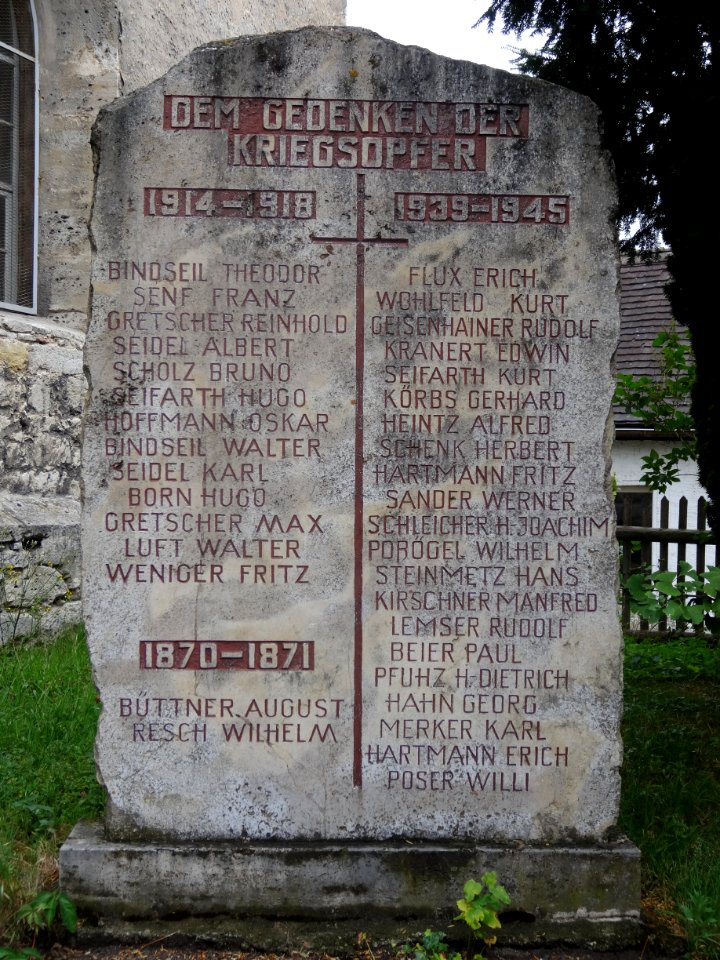 DEM GEDENKEN DER
KRIEGSOPFER
1914-1918
BINDSEIL THEODOR
SENF FRANZ
GRETSCHER REINHOLD
SEIDEL ALBERT
SCHOLZ BRUNO
SEIFARTH HUGO
HOFFMANN OSKAR
BINDSEIL WALTER
SEIDEL KARL
BORN HUGO
GRETSCHER MAX
LUFT WALTER
WENIGER FRITZ
1870-1871
BÜTTNER AUGUST
RESCH WILHELM
1939-1945
FLUX ERICH
WOHLFELD KURT
GEISENHAINER RUDOLF
KRANERT EDWIN
SEIFARTH KURT
KÖRBS GERHARD
HEINTZ ALFRED
SCHENK HERBERT
HARTMANN FRITZ
SANDER WERNER
SCHLEICHER H.JOACHIM
PORÖGEL WILHELM
STEINMETZ HANS
KIRSCHNER MANFRED
LEMSER RUDOLF
BEIER PAUL
PFUHZ H.DIETRICH
HAHN GEORG
MERKER KARL
HARTMANN ERICH
POSER WILLI